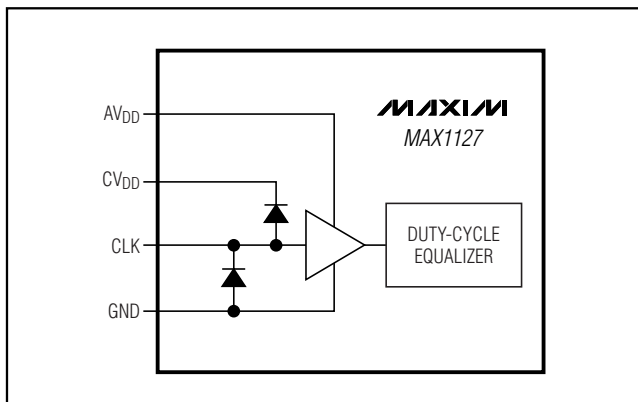 MAXIM
MAX1127
AVDD
CVDD
CLK
GND
DUTY-CYCLE
EQUALIZER